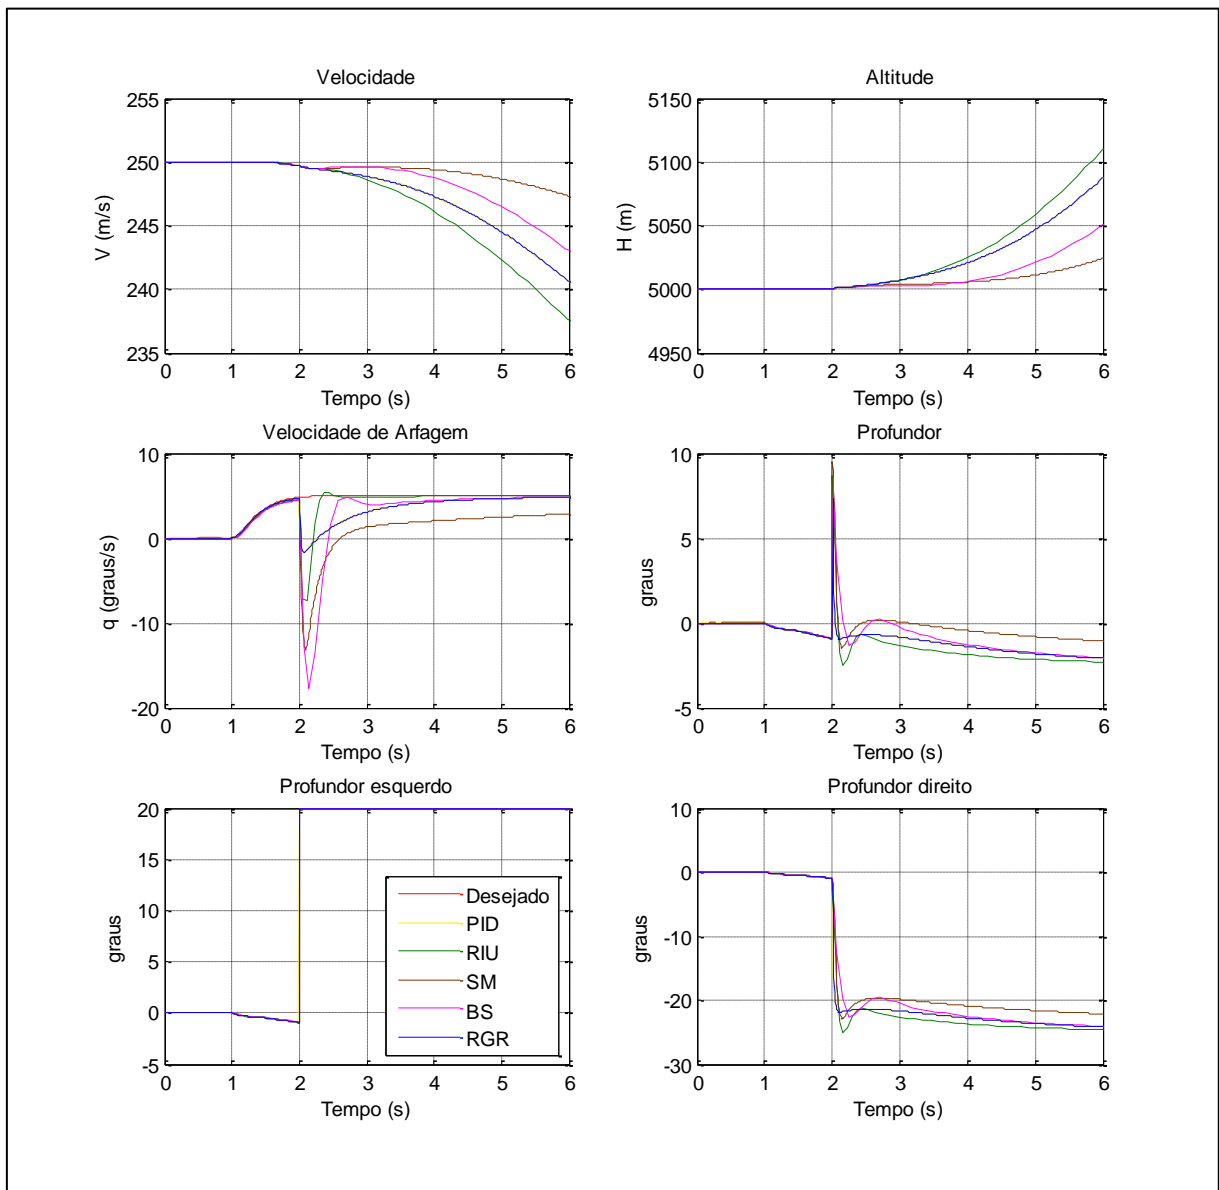 Velocidade
255
250
245
240
235
V (m/s)
0 1 2 3 4 5 6
Tempo (s)
Altitude
5150
5100
5050
5000
4950
H (m)
0 1 2 3 4 5 6
Tempo (s)
Velocidade de Arfagem
10
0
-10
-20
q (graus/s)
0 1 2 3 4 5 6
Tempo (s)
Profundor
10
5
0
-5
graus
0 1 2 3 4 5 6
Tempo (s)
Profundor esquerdo
20
15
10
5
0
-5
graus
0 1 2 3 4 5 6
Tempo (s)
Desejado
PID
RIU
SM
BS
RGR
Profundor direito
10
0
-10
-20
-30
graus
0 1 2 3 4 5 6
Tempo (s)